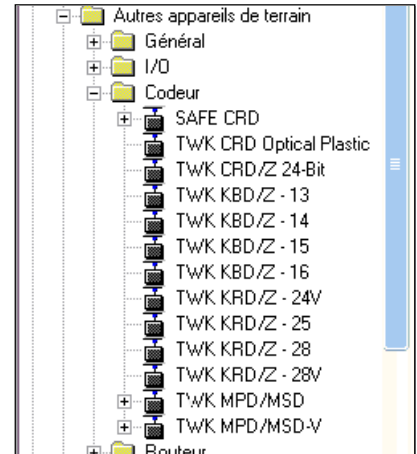 Autres appareils de terrain
Général
I/O
Codeur
SAFE CRD
TWK CRD Optical Plastic
TWK CRD/Z 24-Bit
TWK KBD/Z - 13
TWK KBD/Z - 14
TWK KBD/Z - 15
TWK KBD/Z - 16
TWK KRD/Z - 24V
TWK KRD/Z - 25
TWK KRD/Z - 28
TWK KRD/Z - 28V
TWK MPD/MSD
TWK MPD/MSD-V
Routeur